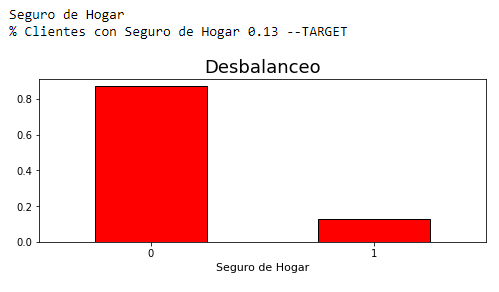 Seguro de Hogar
% Clientes con Seguro de Hogar 0.13 --TARGET
Desbalanceo
0.8
0.6
0.4
0.2
0.0
0
1
Seguro de Hogar